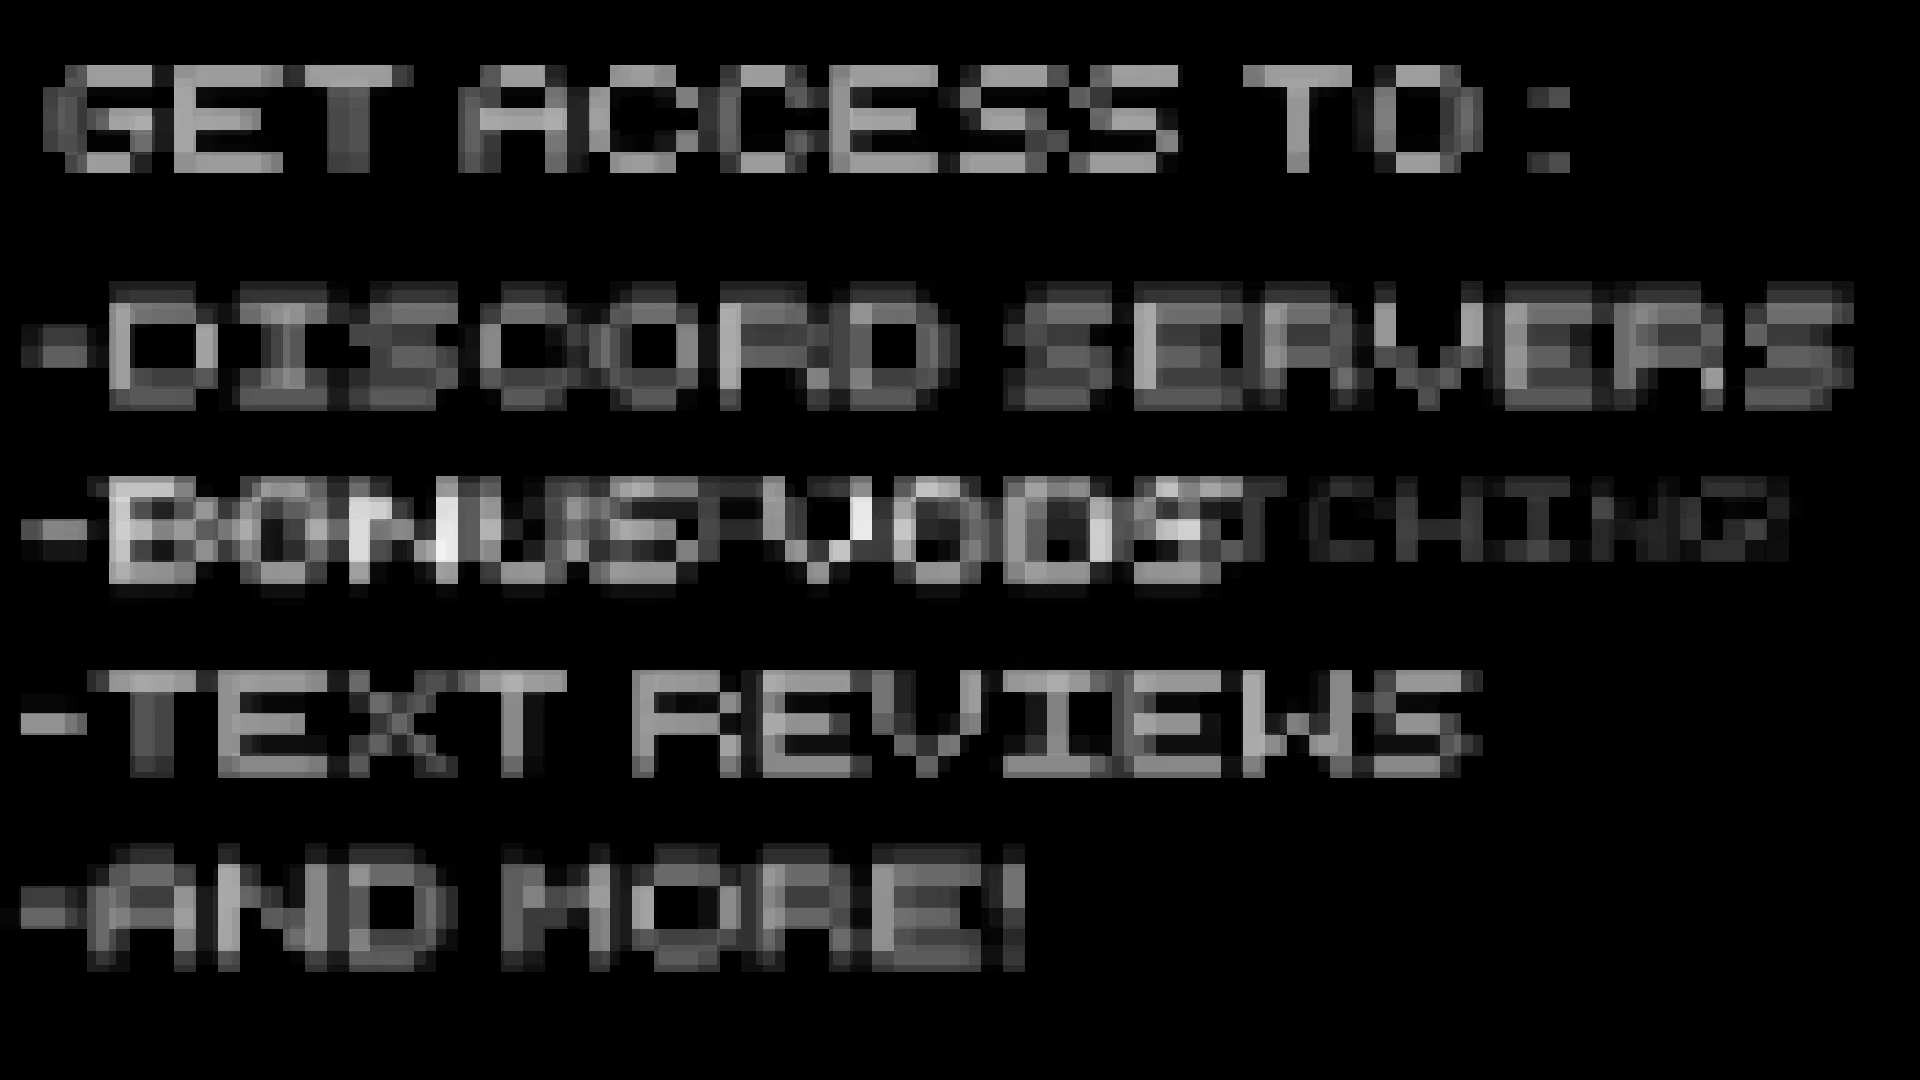 GET ACCESS TO:
-DISCORD SERVERS
-BONUS VODS
-TEXT REVIEWS
-AND MORE!